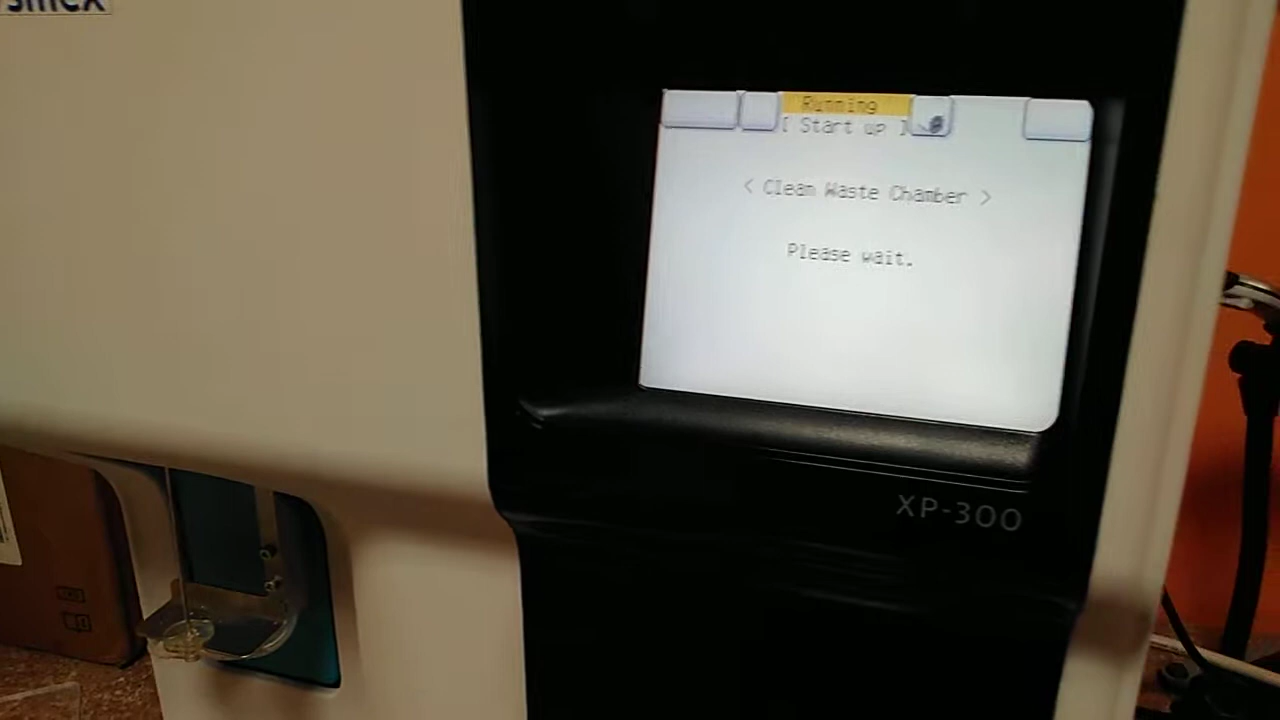 Running
[ Start up ]
< Clean Waste Chamber >
Please wait.
XP-300